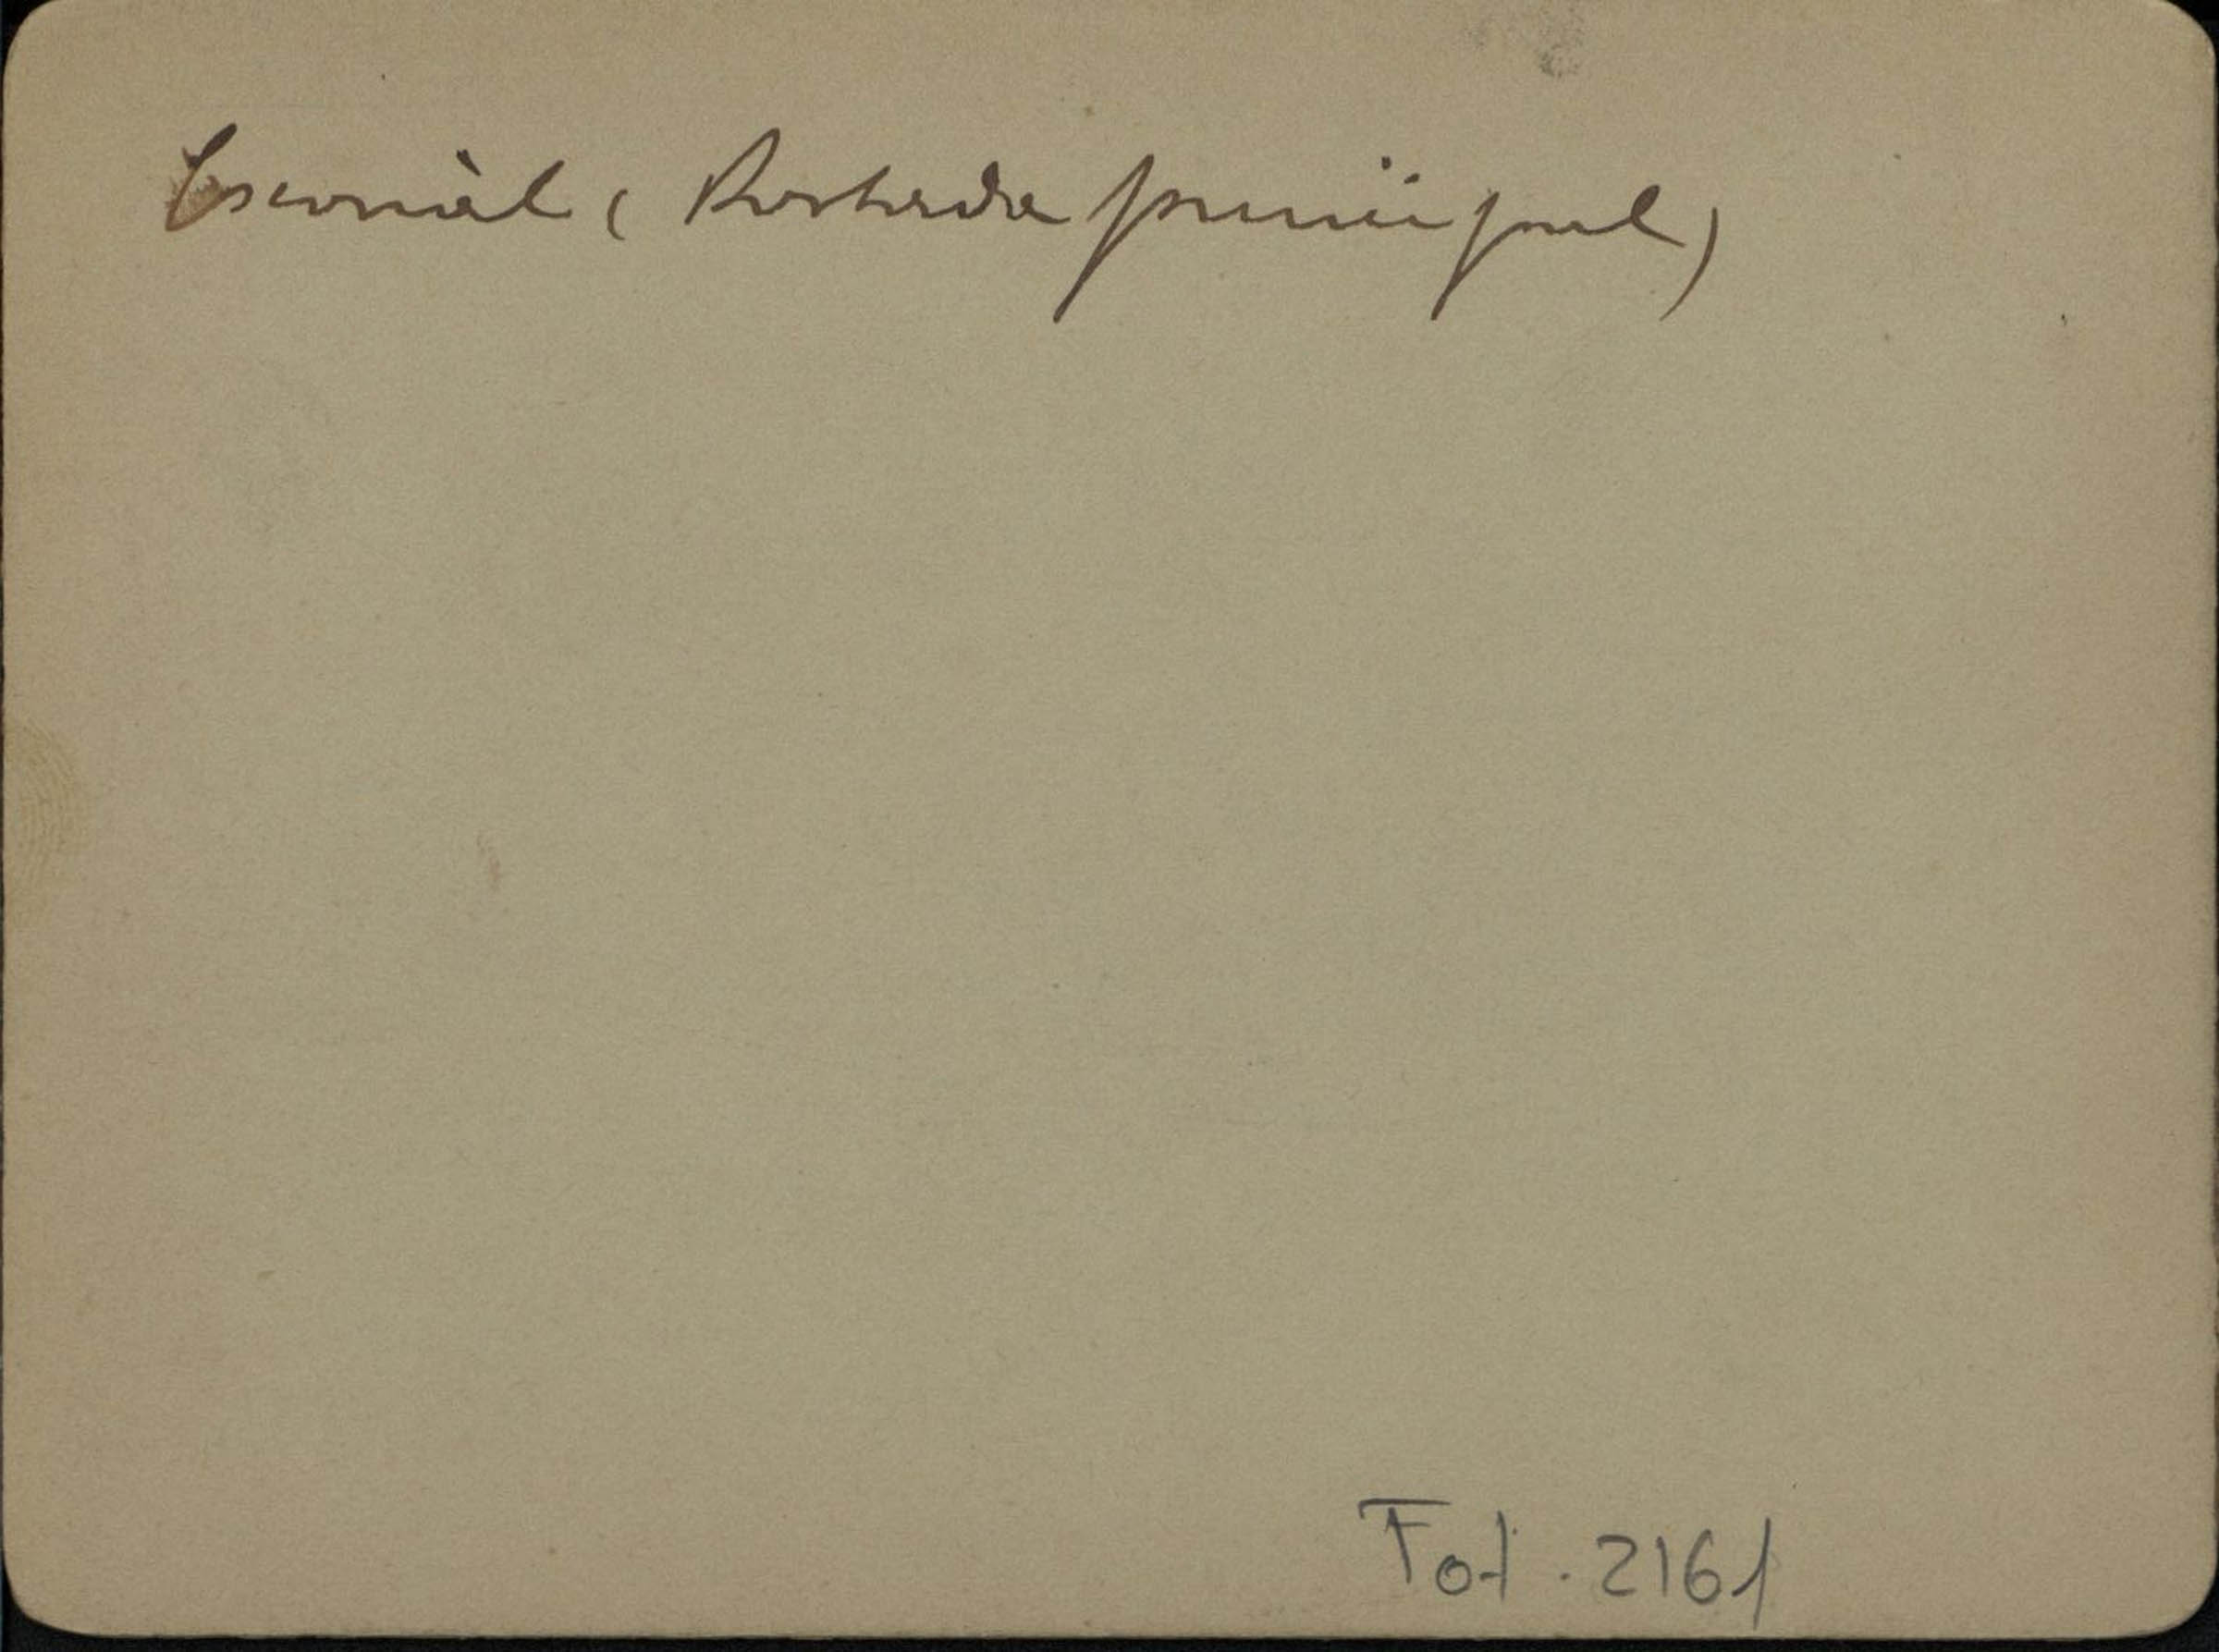 Escorial (Portada principal)
Fot. 2161